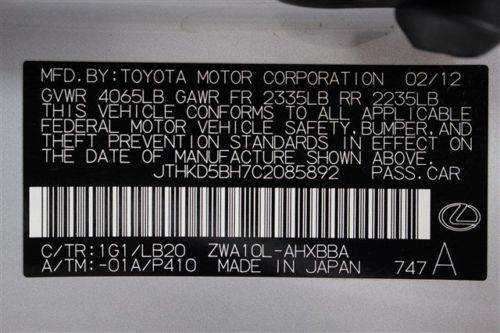 MFD.BY:TOYOTA MOTOR CORPORATION 02/12
GVWR 4065LB GAWR FR 2335LB RR 2235LB
THIS VEHICLE CONFORMS TO ALL APPLICABLE
FEDERAL MOTOR VEHICLE SAFETY,BUMPER,AND
THEFT PREVENTION STANDARDS IN EFFECT ON
THE DATE OF MANUFACTURE SHOWN ABOVE.
JTHKD5BH7C2085892 PASS.CAR
C/TR:1G1/LB20 ZWA10L-AHXBBA
A/TM:-01A/P410 MADE IN JAPAN 747 A